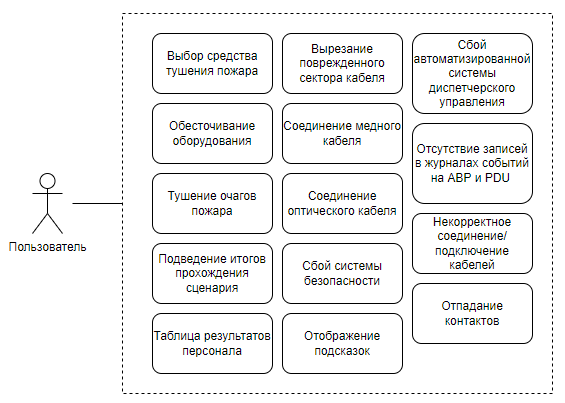 Выбор средства
тушения пожара
Обесточивание
оборудования
Тушение очагов
пожара
Подведение итогов
прохождения
сценария
Таблица результатов
персонала
Вырезание
поврежденного
сектора кабеля
Соединение медного
кабеля
Соединение
оптического кабеля
Сбой системы
безопасности
Отображение
подсказок
Сбой
автоматизированной
системы
диспетчерского
управления
Отсутствие записей
в журналах событий
на АВР и PDU
Некорректное
соединение/
подключение
кабелей
Отпадание
контактов
Пользователь